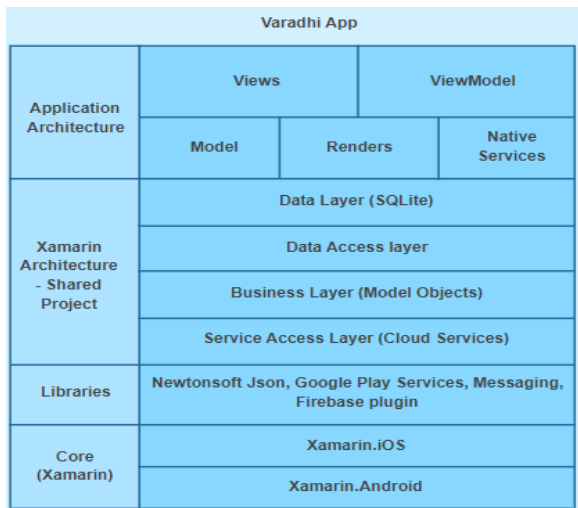 Varadhi App
Application
Architecture
Views
ViewModel
Model
Renders
Native
Services
Xamarin
Architecture
- Shared
Project
Data Layer (SQLite)
Data Access layer
Business Layer (Model Objects)
Service Access Layer (Cloud Services)
Libraries
Newtonsoft Json, Google Play Services, Messaging,
Firebase plugin
Core
(Xamarin)
Xamarin.iOS
Xamarin.Android